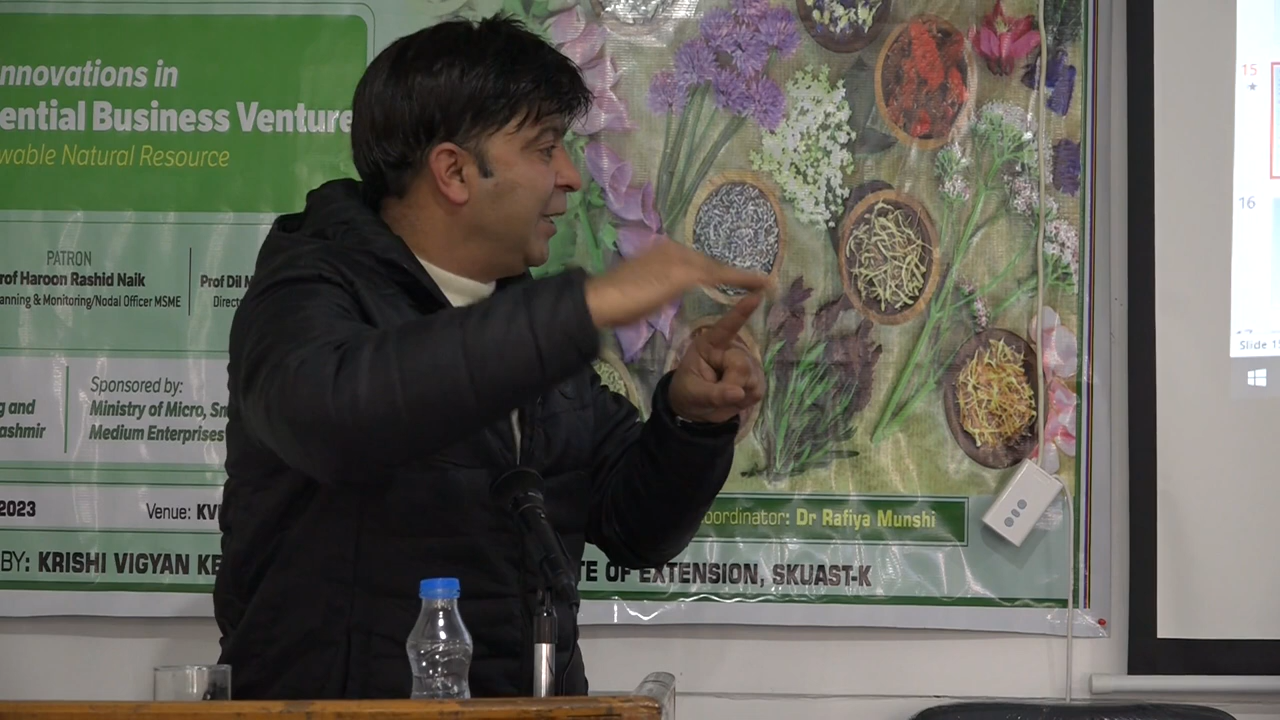 nnovations in
ential Business Venture
wable Natural Resource
PATRON
rof Haroon Rashid Naik
anning & Monitoring/Nodal Officer MSME
Prof Dil M
Direct
Sponsored by:
Ministry of Micro, Sm
Medium Enterprises
g and
ashmir
2023
Venue: KV
oordinator: Dr Rafiya Munshi
BY: KRISHI VIGYAN KE
TE OF EXTENSION, SKUAST-K
15
16
Slide 1